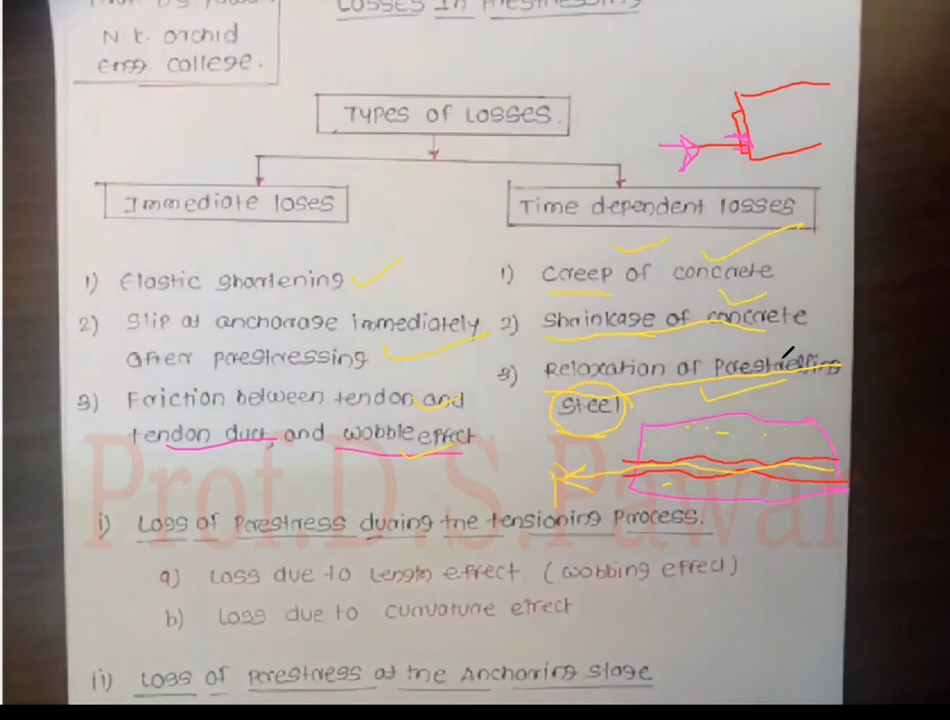 Losses In Prestressing
N.K. orchid
engg. college.
Types of Losses.
Immediate loses
Time dependent losses
1) Elastic shortening
2) Slip at anchorage immediately
after prestressing
3) Friction between tendon and
tendon duct, and wobble effect
1) Creep of concrete
2) Shrinkage of concrete
3) Relaxation of Prestressing
Steel
Prof. D. S. Pawar
i) Loss of Prestress during the tensioning Process.
a) Loss due to Length effect (wobbing effect)
b) Loss due to curvature effect
ii) Loss of prestress at the Anchoring stage